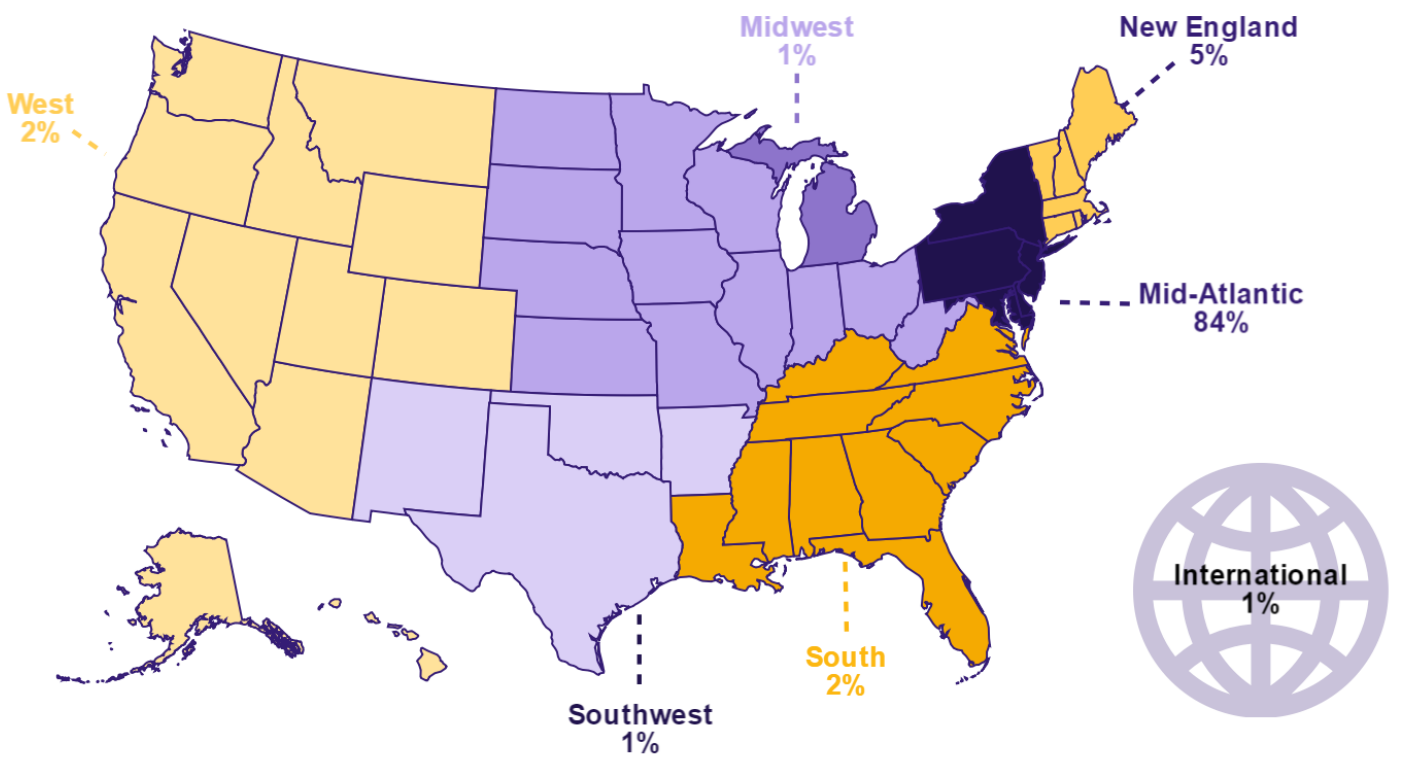 Midwest
1%
New England
5%
West
2%
Mid-Atlantic
84%
International
1%
South
2%
Southwest
1%